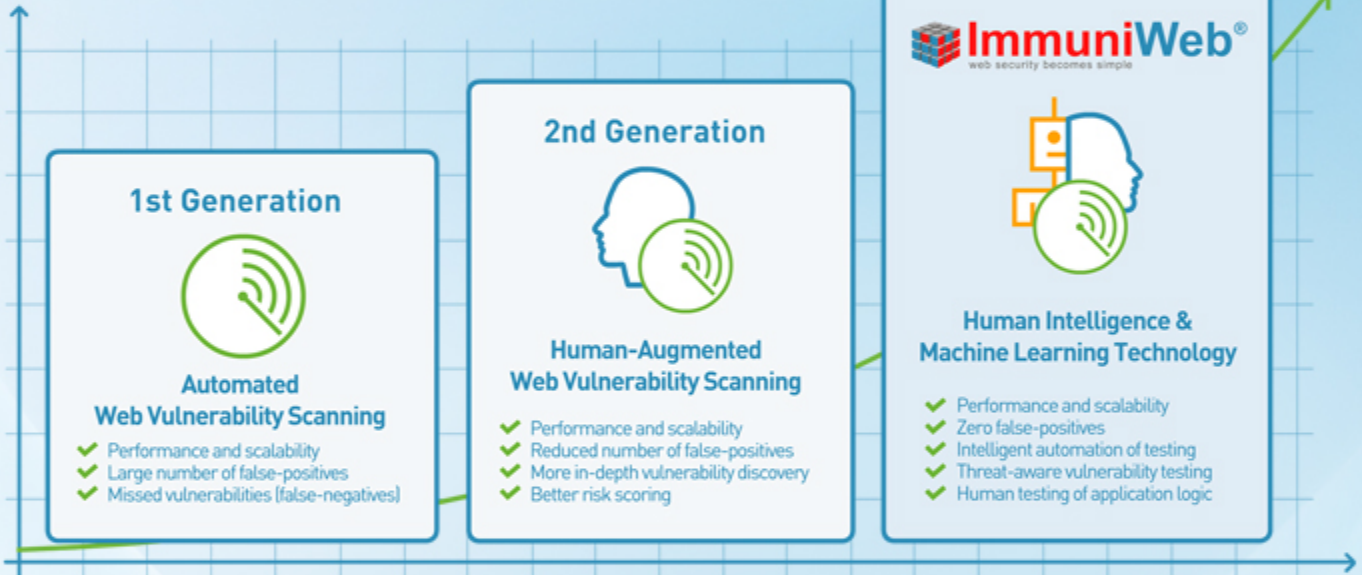 1st Generation
Automated
Web Vulnerability Scanning
Performance and scalability
Large number of false-positives
Missed vulnerabilities (false-negatives)
2nd Generation
Human-Augmented
Web Vulnerability Scanning
Performance and scalability
Reduced number of false-positives
More in-depth vulnerability discovery
Better risk scoring
ImmuniWeb®
web security becomes simple
Human Intelligence &
Machine Learning Technology
Performance and scalability
Zero false-positives
Intelligent automation of testing
Threat-aware vulnerability testing
Human testing of application logic